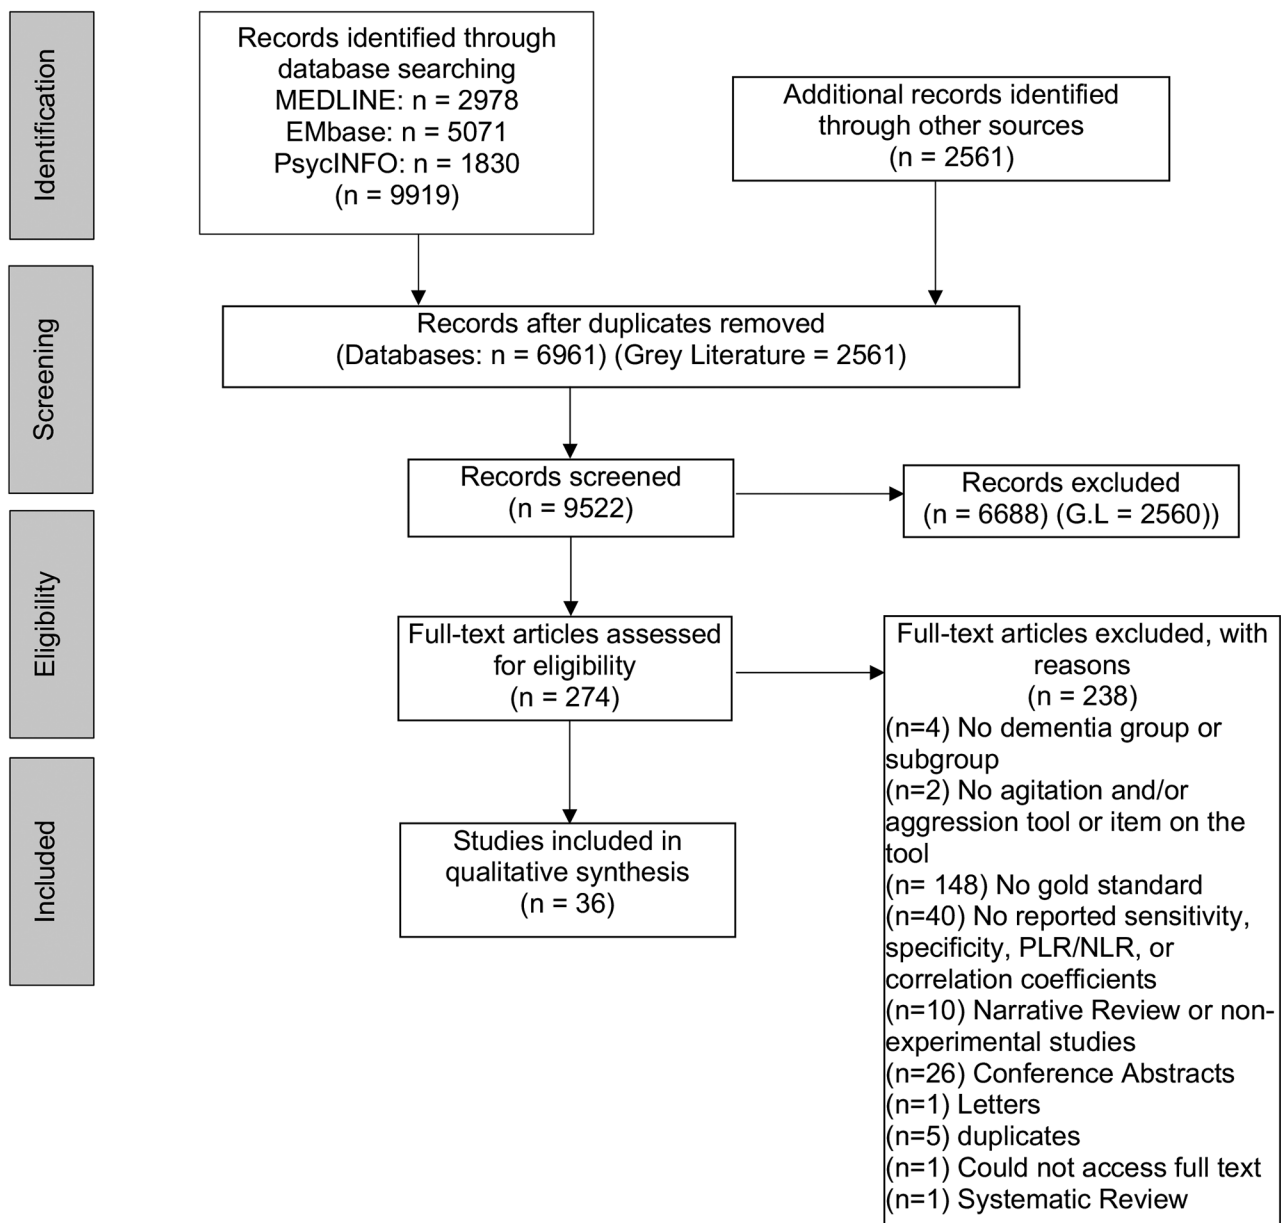 Identification
Records identified through
database searching
MEDLINE: n = 2978
EMbase: n = 5071
PsycINFO: n = 1830
(n = 9919)
Additional records identified
through other sources
(n = 2561)
Screening
Records after duplicates removed
(Databases: n = 6961) (Grey Literature = 2561)
Records screened
(n = 9522)
Records excluded
(n = 6688) (G.L = 2560))
Eligibility
Full-text articles assessed
for eligibility
(n = 274)
Full-text articles excluded, with
reasons
(n = 238)
(n=4) No dementia group or
subgroup
(n=2) No agitation and/or
aggression tool or item on the
tool
(n= 148) No gold standard
(n=40) No reported sensitivity,
specificity, PLR/NLR, or
correlation coefficients
(n=10) Narrative Review or non-
experimental studies
(n=26) Conference Abstracts
(n=1) Letters
(n=5) duplicates
(n=1) Could not access full text
(n=1) Systematic Review
Included
Studies included in
qualitative synthesis
(n = 36)